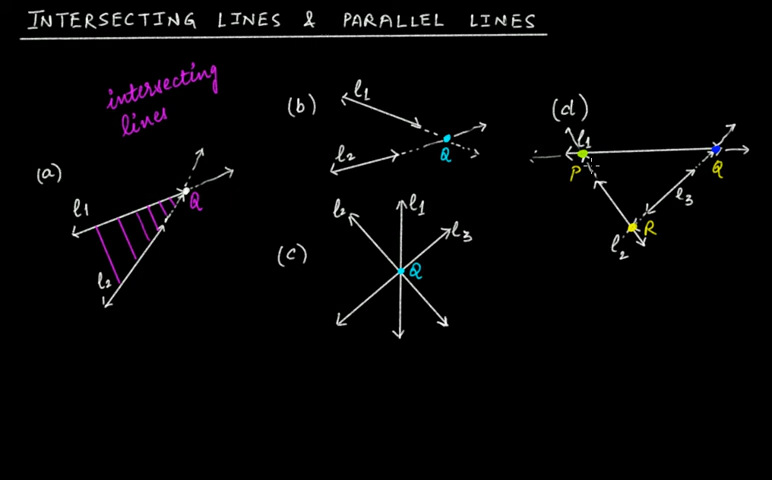 INTERSECTING LINES & PARALLEL LINES
intersecting
lines
(a)
l1
l2
Q
(b)
l1
l2
Q
(c)
l2
l1
l3
Q
(d)
l1
P
Q
l3
R
l2